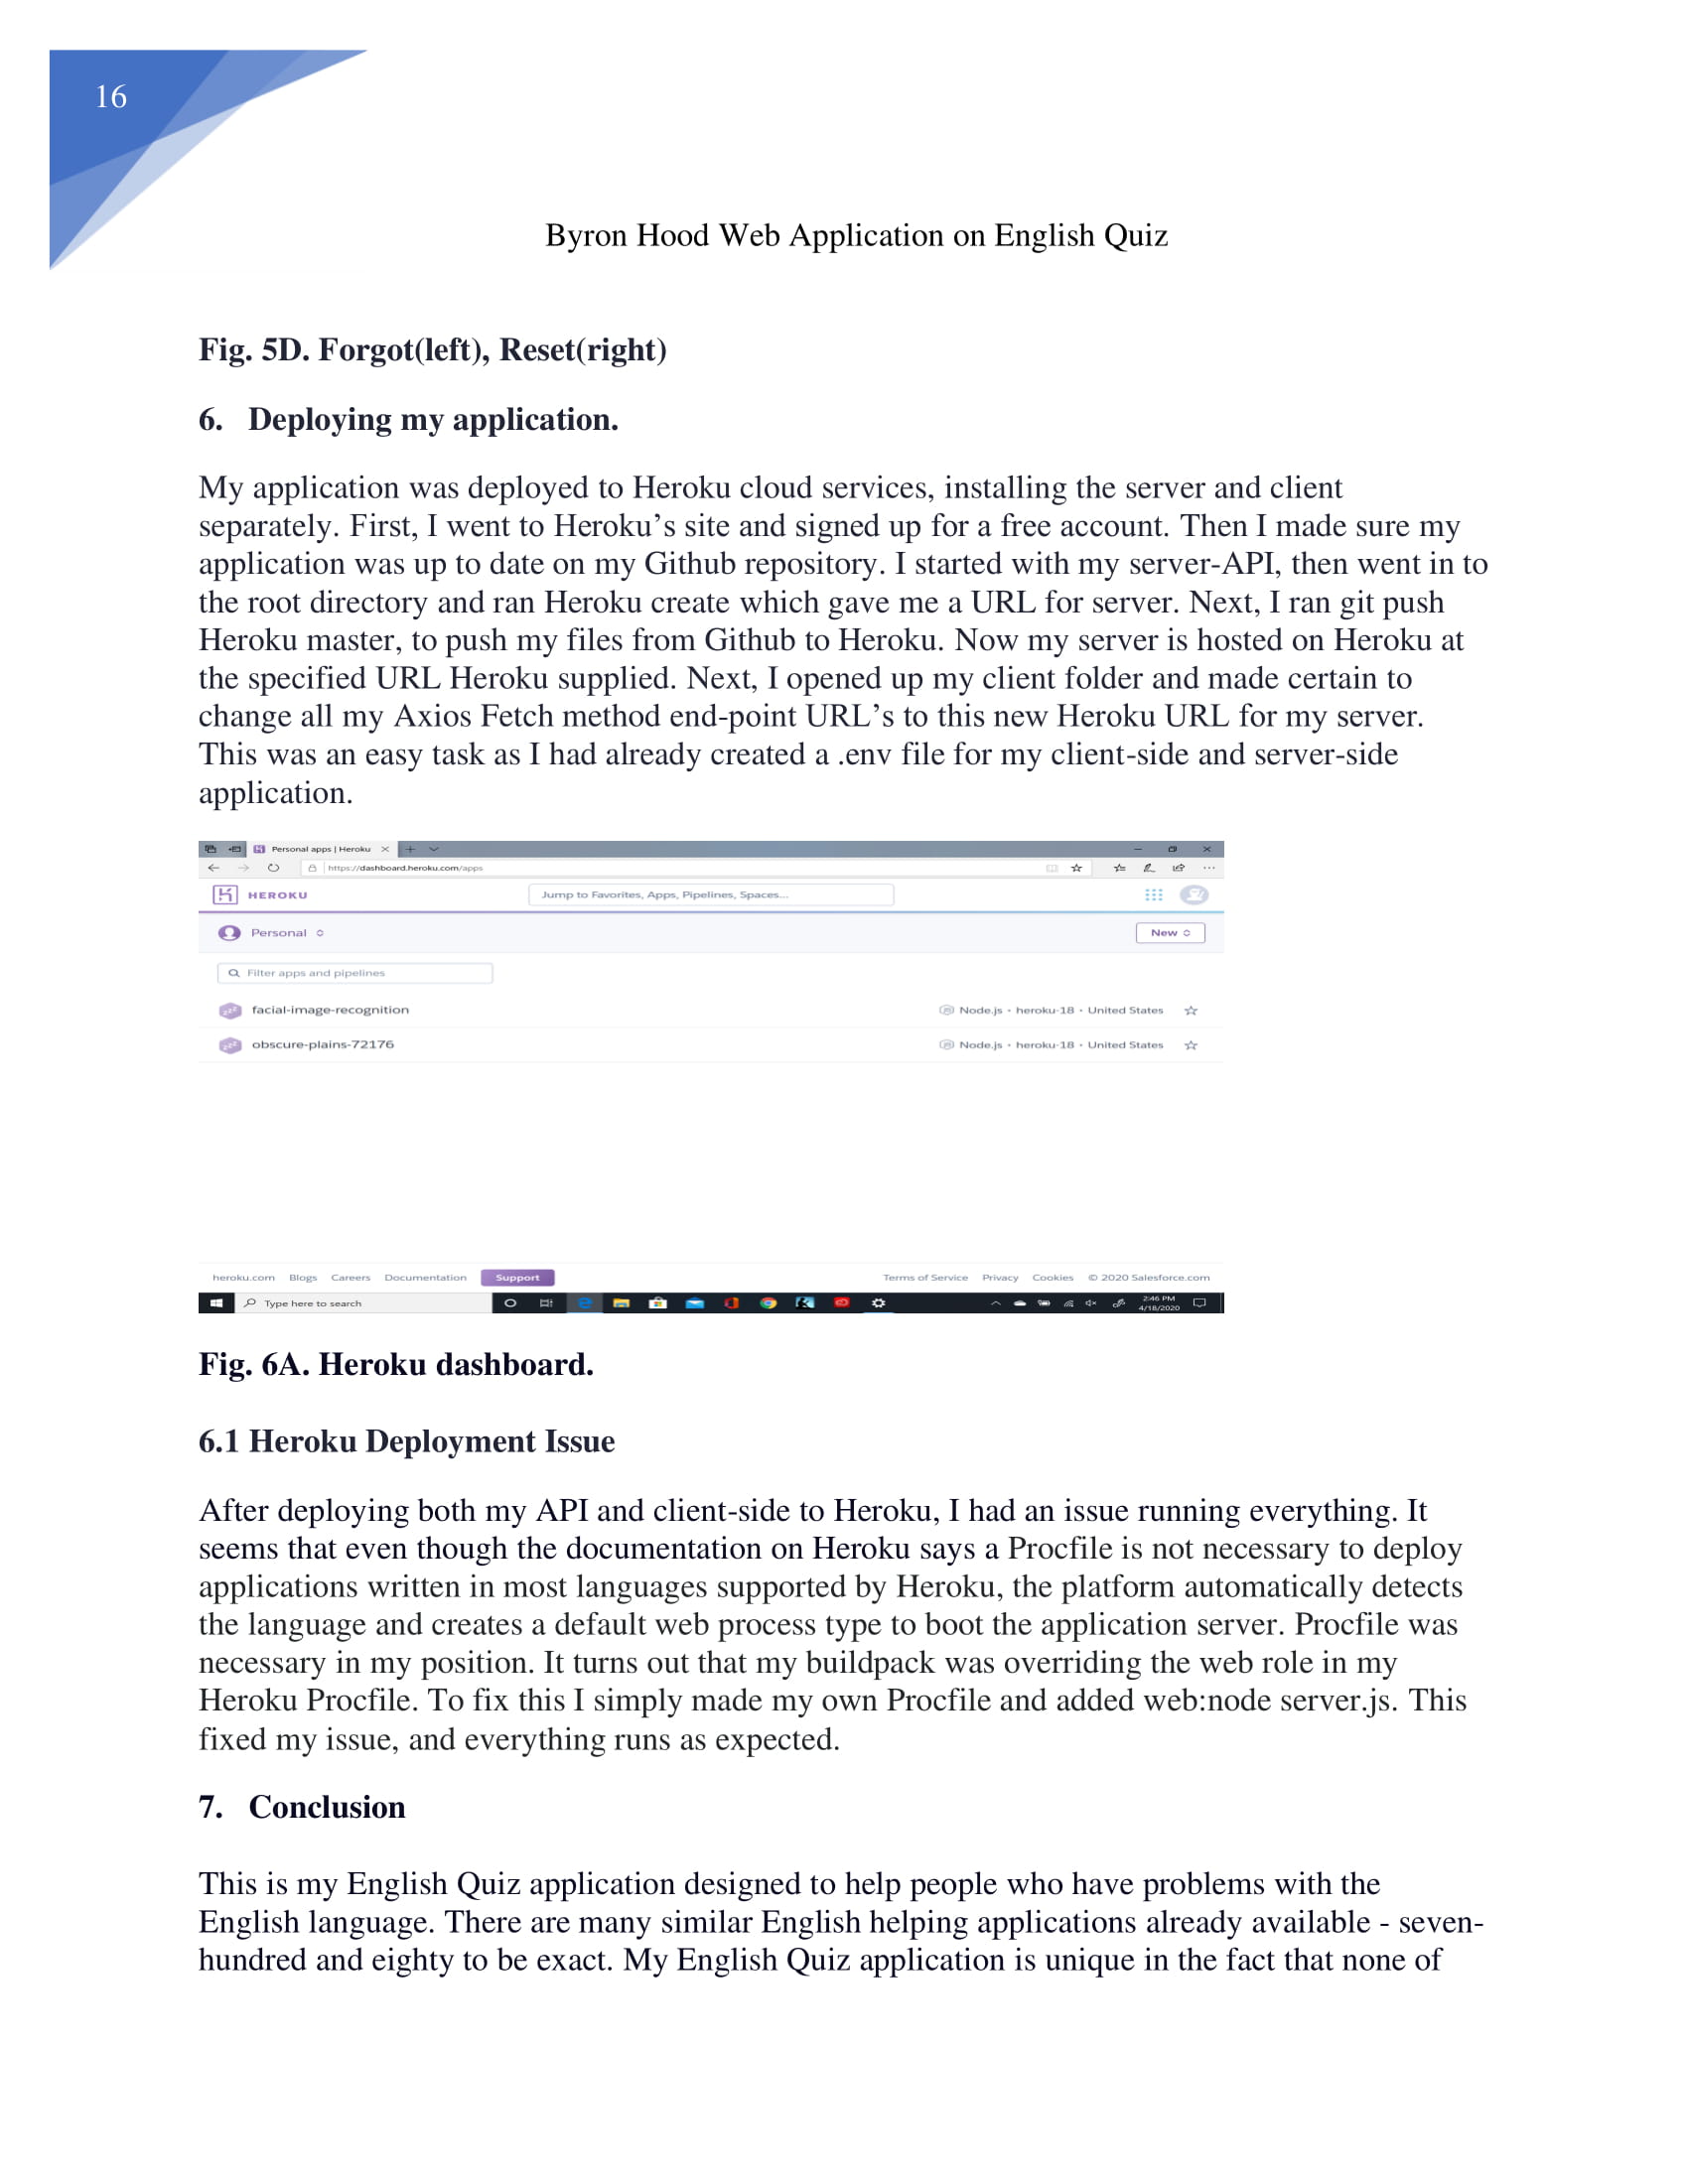 16
Byron Hood Web Application on English Quiz
Fig. 5D. Forgot(left), Reset(right)
6. Deploying my application.
My application was deployed to Heroku cloud services, installing the server and client
separately. First, I went to Heroku’s site and signed up for a free account. Then I made sure my
application was up to date on my Github repository. I started with my server-API, then went in to
the root directory and ran Heroku create which gave me a URL for server. Next, I ran git push
Heroku master, to push my files from Github to Heroku. Now my server is hosted on Heroku at
the specified URL Heroku supplied. Next, I opened up my client folder and made certain to
change all my Axios Fetch method end-point URL’s to this new Heroku URL for my server.
This was an easy task as I had already created a .env file for my client-side and server-side
application.
Personal apps | Heroku
https://dashboard.heroku.com/apps
HEROKU Jump to Favorites, Apps, Pipelines, Spaces...
Personal New
Filter apps and pipelines
facial-image-recognition Node.js • heroku-18 • United States
obscure-plains-72176 Node.js • heroku-18 • United States
heroku.com Blogs Careers Documentation Support Terms of Service Privacy Cookies © 2020 Salesforce.com
Type here to search 2:46 PM
4/18/2020
Fig. 6A. Heroku dashboard.
6.1 Heroku Deployment Issue
After deploying both my API and client-side to Heroku, I had an issue running everything. It
seems that even though the documentation on Heroku says a Procfile is not necessary to deploy
applications written in most languages supported by Heroku, the platform automatically detects
the language and creates a default web process type to boot the application server. Procfile was
necessary in my position. It turns out that my buildpack was overriding the web role in my
Heroku Procfile. To fix this I simply made my own Procfile and added web:node server.js. This
fixed my issue, and everything runs as expected.
7. Conclusion
This is my English Quiz application designed to help people who have problems with the
English language. There are many similar English helping applications already available - seven-
hundred and eighty to be exact. My English Quiz application is unique in the fact that none of